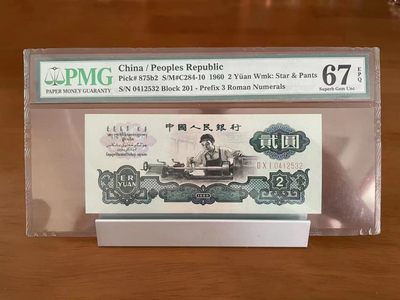 PMG
PAPER MONEY GUARANTY
China / Peoples Republic
Pick# 875b2 S/M#C284-10 1960 2 Yüan Wmk: Star & Pants
S/N 0412532 Block 201 - Prefix 3 Roman Numerals
67 EPQ
Superb Gem Unc
中国人民银行
贰圆
0412532
ER
YUAN
2